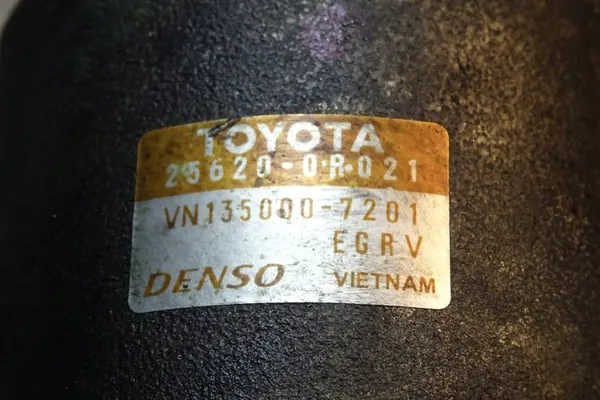 TOYOTA
25620-0R021
VN135000-7201
EGRV
DENSO VIETNAM